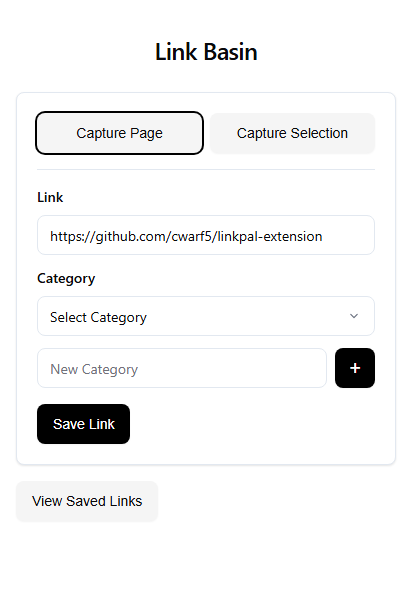 Link Basin
Capture Page
Capture Selection
Link
https://github.com/cwarf5/linkpal-extension
Category
Select Category
New Category
+
Save Link
View Saved Links